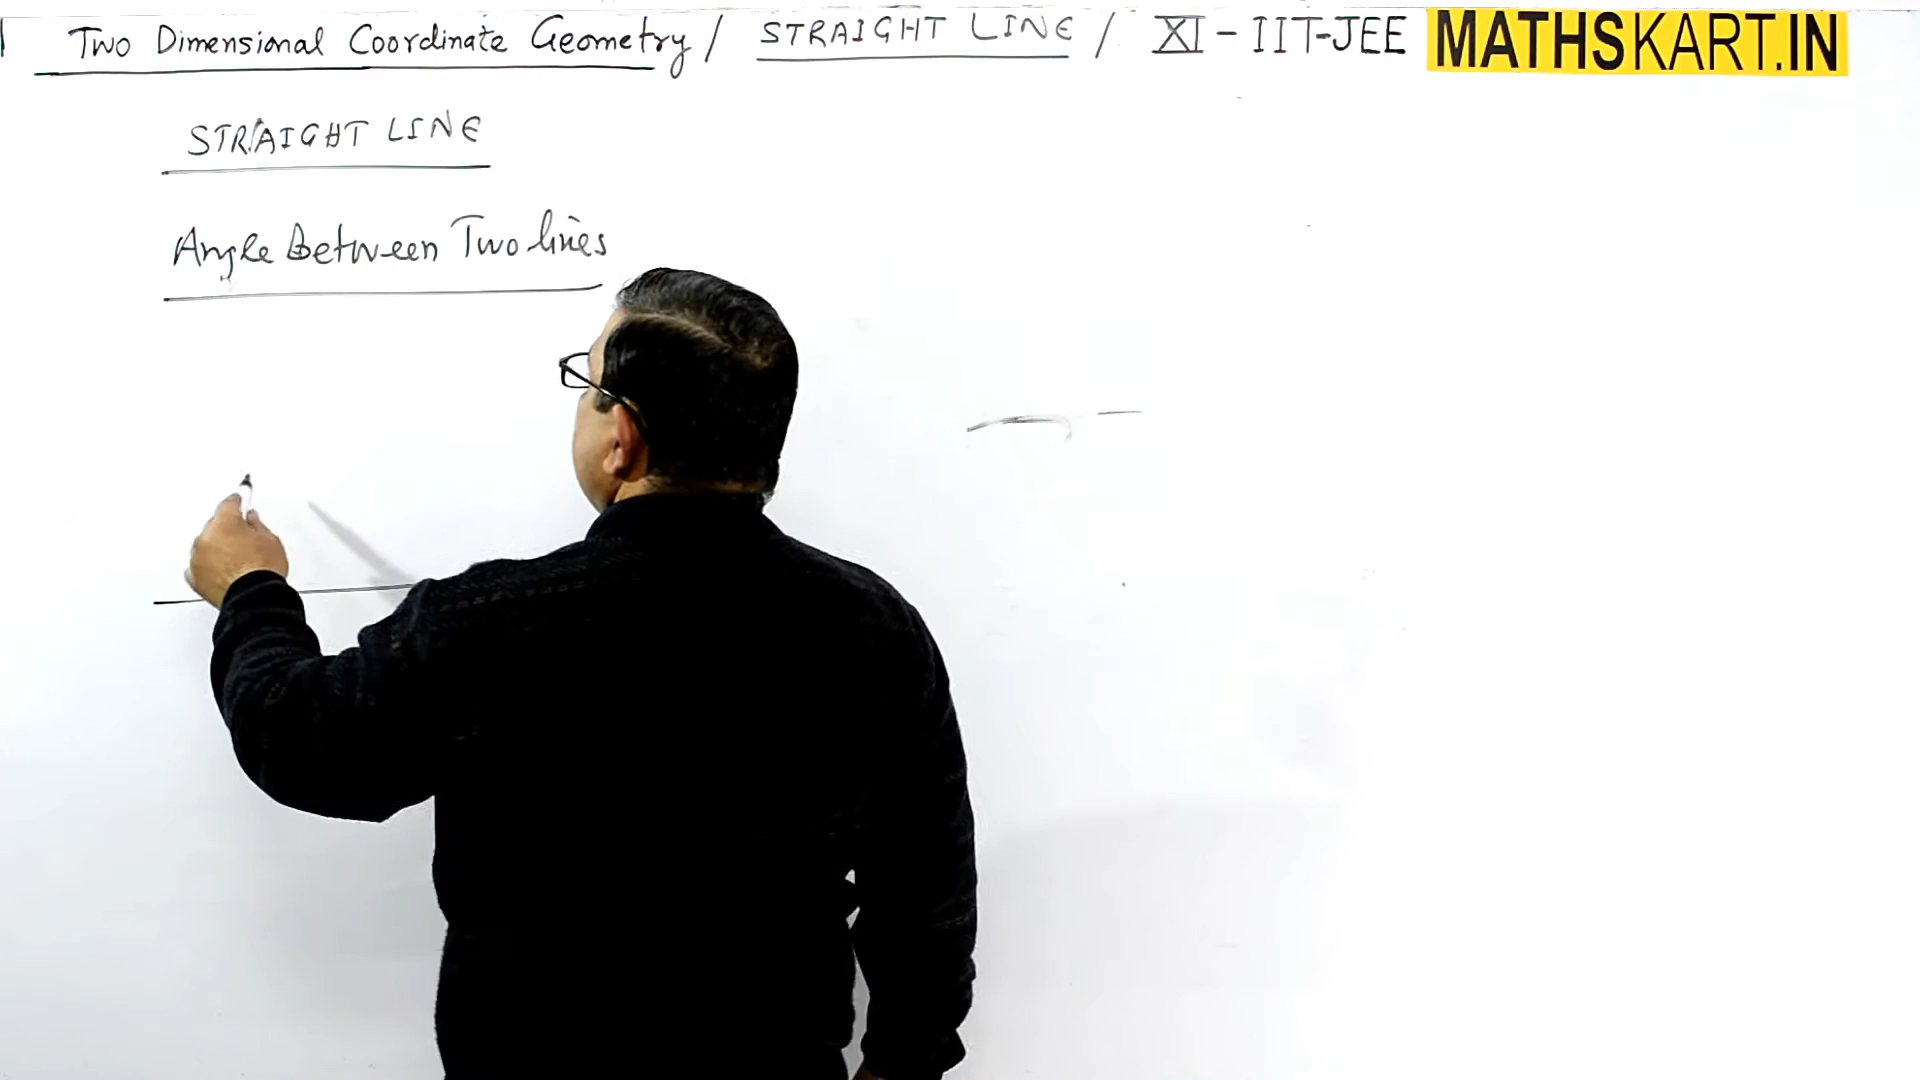 Two Dimensional Coordinate Geometry / STRAIGHT LINE / XI - IIT-JEE MATHSKART.IN
STRAIGHT LINE
Angle Between Two lines